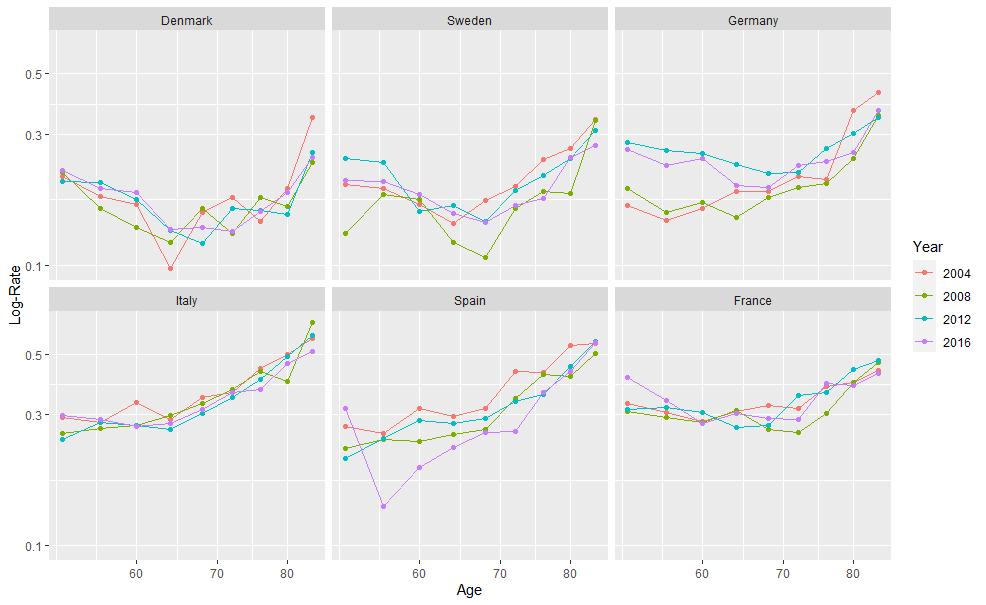 Denmark Sweden Germany
0.5
0.3
0.1
Italy Spain France
0.5
0.3
0.1
60 70 80 60 70 80 60 70 80
Age
Log-Rate
Year
2004
2008
2012
2016